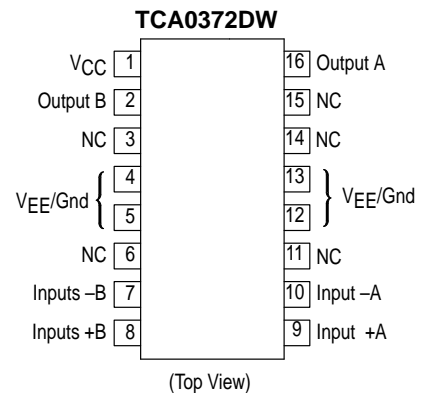 TCA0372DW
VCC 1 16 Output A
Output B 2 15 NC
NC 3 14 NC
4 13
VEE/Gnd { } VEE/Gnd
5 12
NC 6 11 NC
Inputs –B 7 10 Input –A
Inputs +B 8 9 Input +A
(Top View)